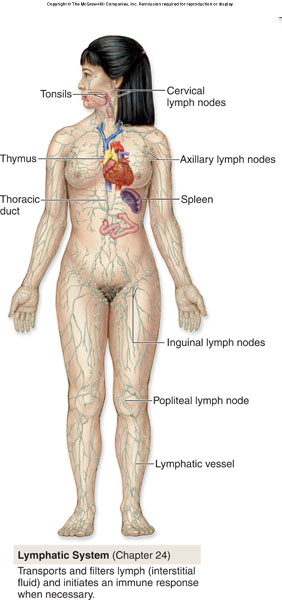 Copyright © The McGraw-Hill Companies, Inc. Permission required for reproduction or display.
Tonsils
Cervical
lymph nodes
Thymus
Axillary lymph nodes
Thoracic
duct
Spleen
Inguinal lymph nodes
Popliteal lymph node
Lymphatic vessel
Lymphatic System (Chapter 24)
Transports and filters lymph (interstitial
fluid) and initiates an immune response
when necessary.